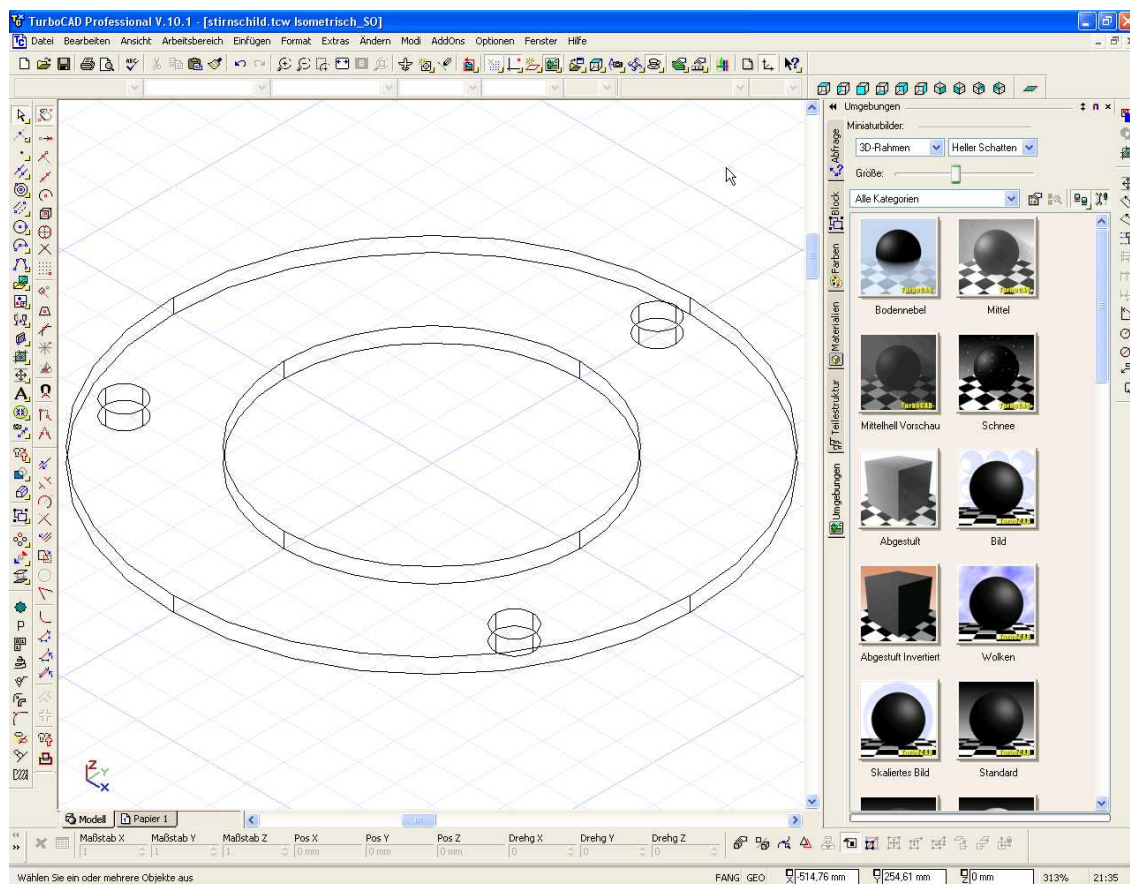 TurboCAD Professional V.10.1 - [stirnschild.tcw Isometrisch_SO]
Datei Bearbeiten Ansicht Arbeitsbereich Einfügen Format Extras Ändern Modi AddOns Optionen Fenster Hilfe
Umgebungen
Miniaturbilder:
3D-Rahmen Heller Schatten
Größe:
Alle Kategorien
Abfrage
Block
Farben
Materialien
Teilestruktur
Umgebungen
Bodennebel Mittel
Mittelhell Vorschau Schnee
Abgestuft Bild
Abgestuft Invertiert Wolken
Skaliertes Bild Standard
Z
Y
X
Modell Papier 1
Maßstab X Maßstab Y Maßstab Z Pos X Pos Y Pos Z Drehg X Drehg Y Drehg Z
1 1 1 0 mm 0 mm 0 mm 0 0 0
Wählen Sie ein oder mehrere Objekte aus FANG GEO -514,76 mm 254,61 mm 0 mm 313% 21:35